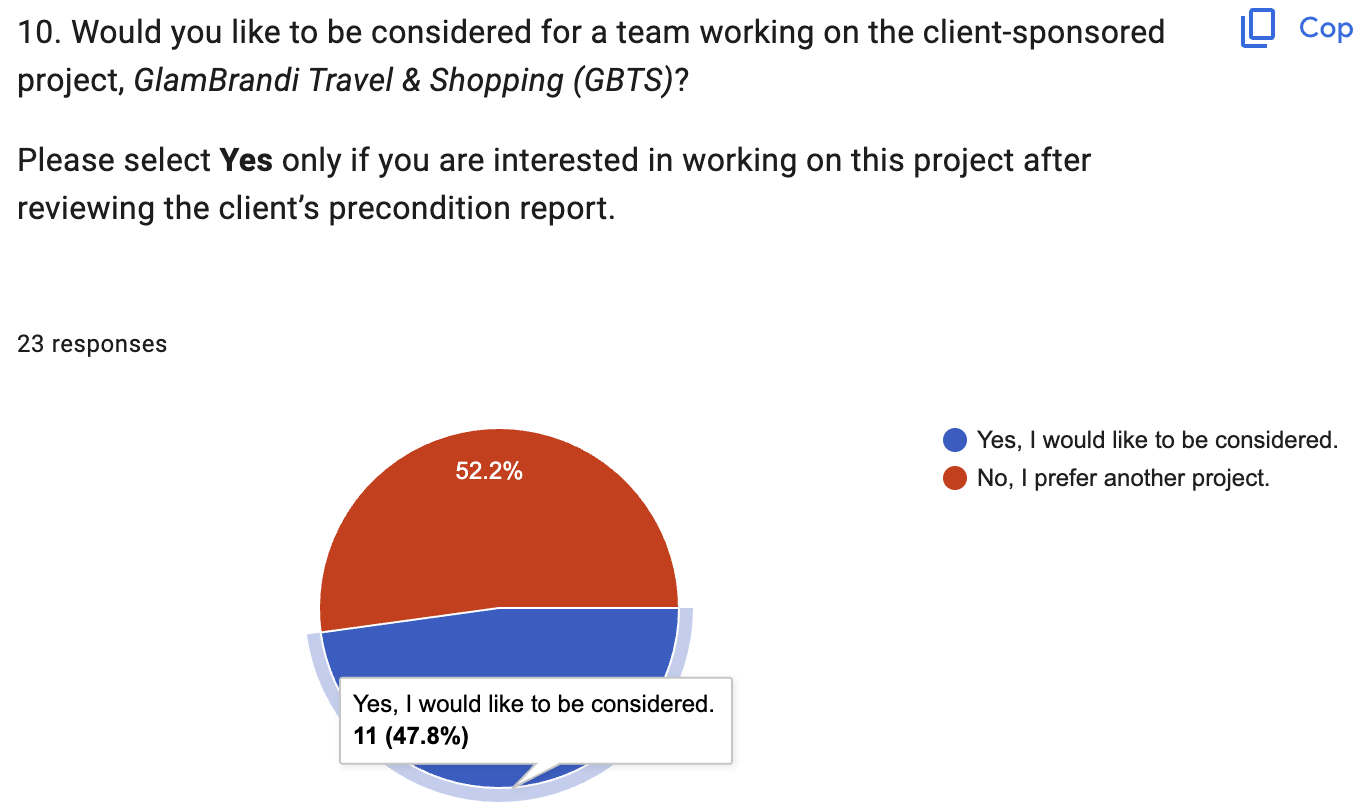 10. Would you like to be considered for a team working on the client-sponsored
project, GlamBrandi Travel & Shopping (GBTS)?
Cop
Please select Yes only if you are interested in working on this project after
reviewing the client’s precondition report.
23 responses
52.2%
Yes, I would like to be considered.
No, I prefer another project.
Yes, I would like to be considered.
11 (47.8%)